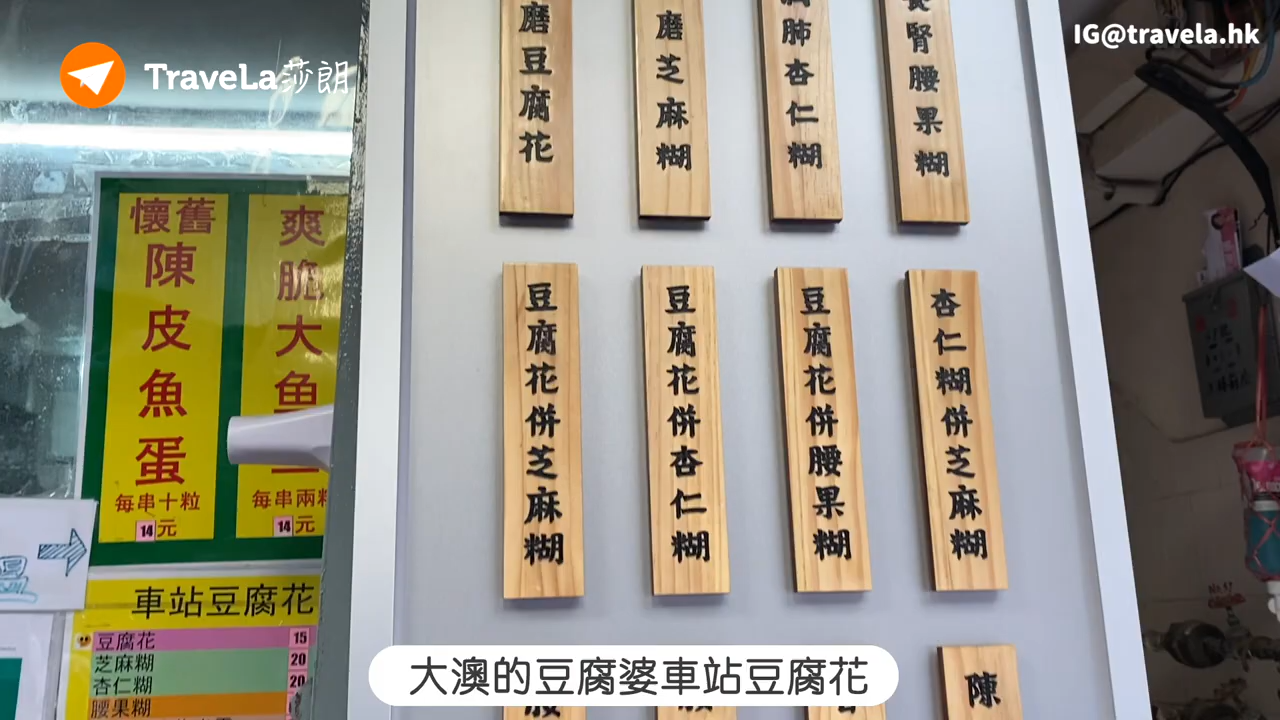 TraveLa莎朗
IG@travela.hk
磨豆腐花
磨芝麻糊
肺杏仁糊
腎腰果糊
豆腐花併芝麻糊
豆腐花併杏仁糊
豆腐花併腰果糊
杏仁糊併芝麻糊
陳
懷舊
陳皮魚蛋
每串十粒
14元
爽脆大魚
每串兩粒
14元
車站豆腐花
豆腐花 15
芝麻糊 20
杏仁糊 20
腰果糊
大澳的豆腐婆車站豆腐花